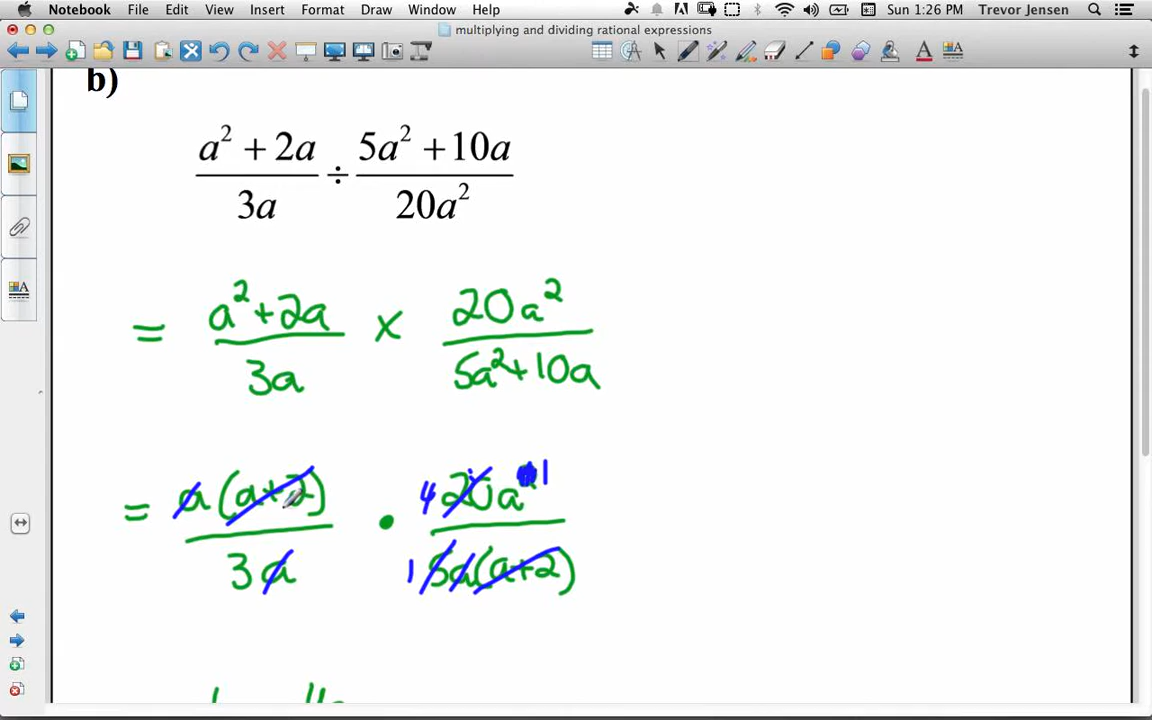 Notebook File Edit View Insert Format Draw Window Help Sun 1:26 PM Trevor Jensen
multiplying and dividing rational expressions
b)
a² + 2a / 3a ÷ 5a² + 10a / 20a²
= a²+2a / 3a × 20a² / 5a²+10a
= a(a+2) / 3a · 4 20a 1 / 1 5a(a+2)